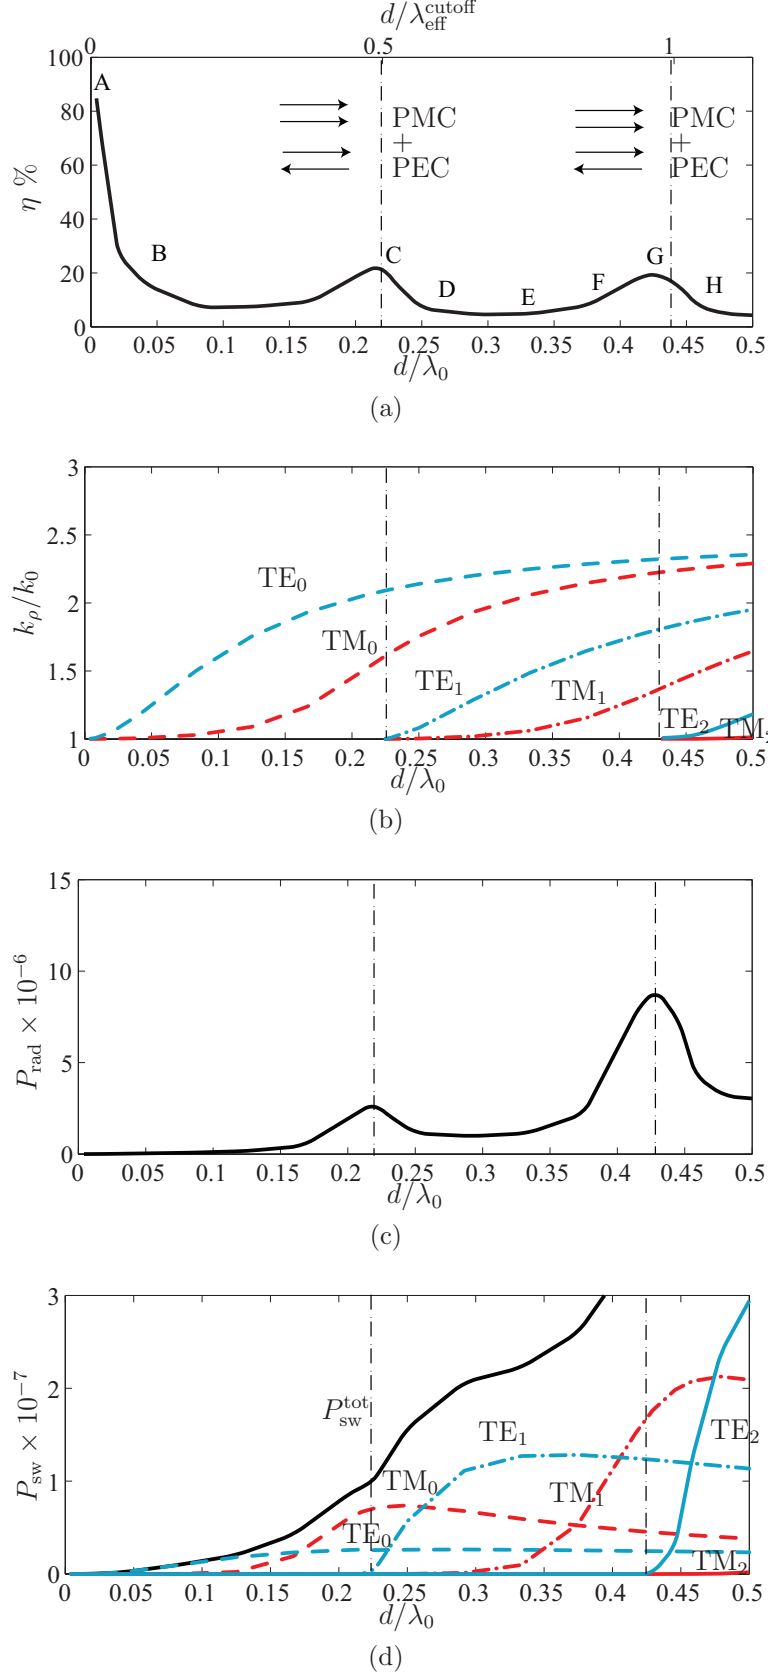 d/λ_eff^cutoff
0 0.5 1
100
80
60
40
20
0
η %
A
B
C
D
E
F
G
H
PMC
+
PEC
PMC
+
PEC
0 0.05 0.1 0.15 0.2 0.25 0.3 0.35 0.4 0.45 0.5
d/λ₀
(a)
3
2.5
2
1.5
1
k_ρ/k₀
TE₀
TM₀
TE₁
TM₁
TE₂
TM₂
0 0.05 0.1 0.15 0.2 0.25 0.3 0.35 0.4 0.45 0.5
d/λ₀
(b)
15
10
5
0
P_rad × 10⁻⁶
0 0.05 0.1 0.15 0.2 0.25 0.3 0.35 0.4 0.45 0.5
d/λ₀
(c)
3
2
1
0
P_sw × 10⁻⁷
P_sw^tot
TE₁
TE₂
TM₀
TM₁
TE₀
TM₂
0 0.05 0.1 0.15 0.2 0.25 0.3 0.35 0.4 0.45 0.5
d/λ₀
(d)